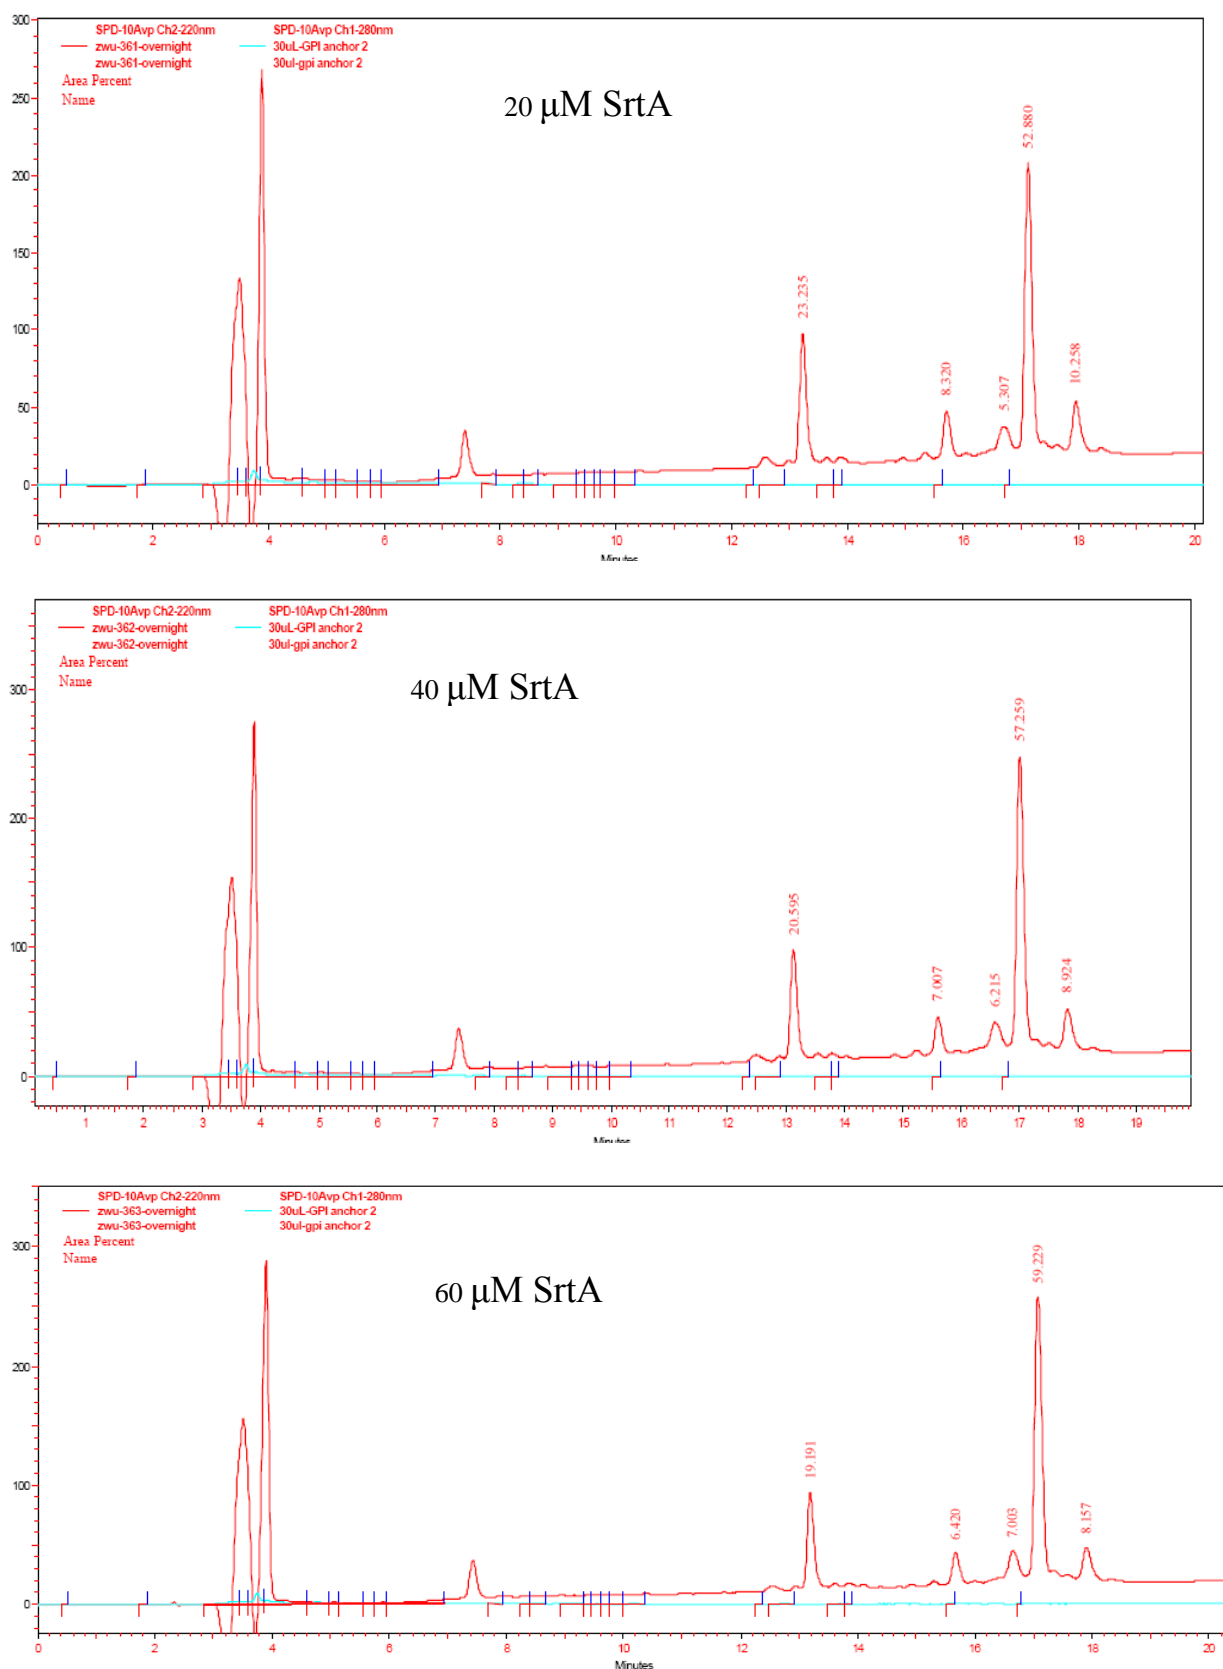 SPD-10Avp Ch2-220nm SPD-10Avp Ch1-280nm
zwu-361-overnight 30uL-GPI anchor 2
zwu-361-overnight 30ul-gpi anchor 2
Area Percent
Name
20 μM SrtA
300
250
200
150
100
50
0
23.235
8.320
5.307
52.880
10.258
0 2 4 6 8 10 12 14 16 18 20
Minutes
SPD-10Avp Ch2-220nm SPD-10Avp Ch1-280nm
zwu-362-overnight 30uL-GPI anchor 2
zwu-362-overnight 30ul-gpi anchor 2
Area Percent
Name
40 μM SrtA
300
200
100
0
20.595
7.007
6.215
57.259
8.924
1 2 3 4 5 6 7 8 9 10 11 12 13 14 15 16 17 18 19
Minutes
SPD-10Avp Ch2-220nm SPD-10Avp Ch1-280nm
zwu-363-overnight 30uL-GPI anchor 2
zwu-363-overnight 30ul-gpi anchor 2
Area Percent
Name
60 μM SrtA
300
200
100
0
19.191
6.420
7.003
59.229
8.157
0 2 4 6 8 10 12 14 16 18
Minutes